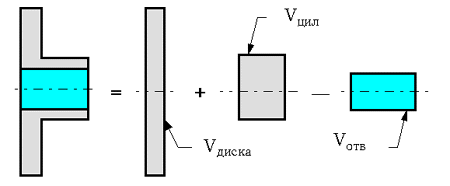 Vцил
= + —
Vдиска
Vотв